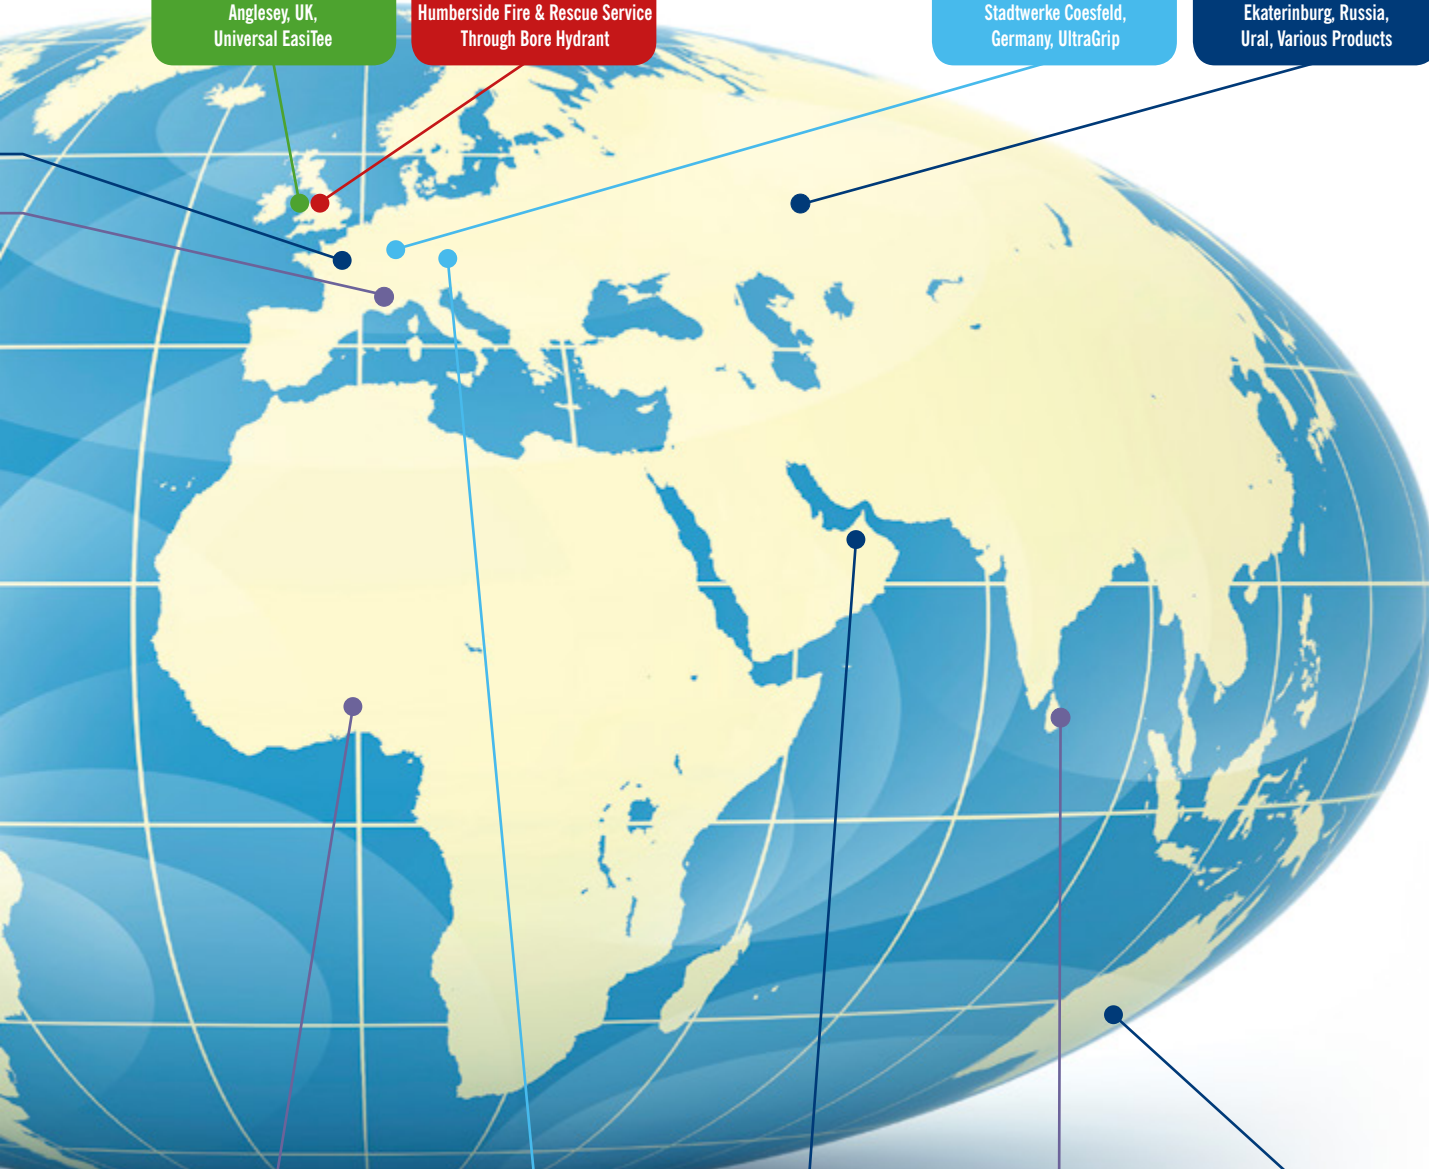 Anglesey, UK,
Universal EasiTee
Humberside Fire & Rescue Service
Through Bore Hydrant
Stadtwerke Coesfeld,
Germany, UltraGrip
Ekaterinburg, Russia,
Ural, Various Products